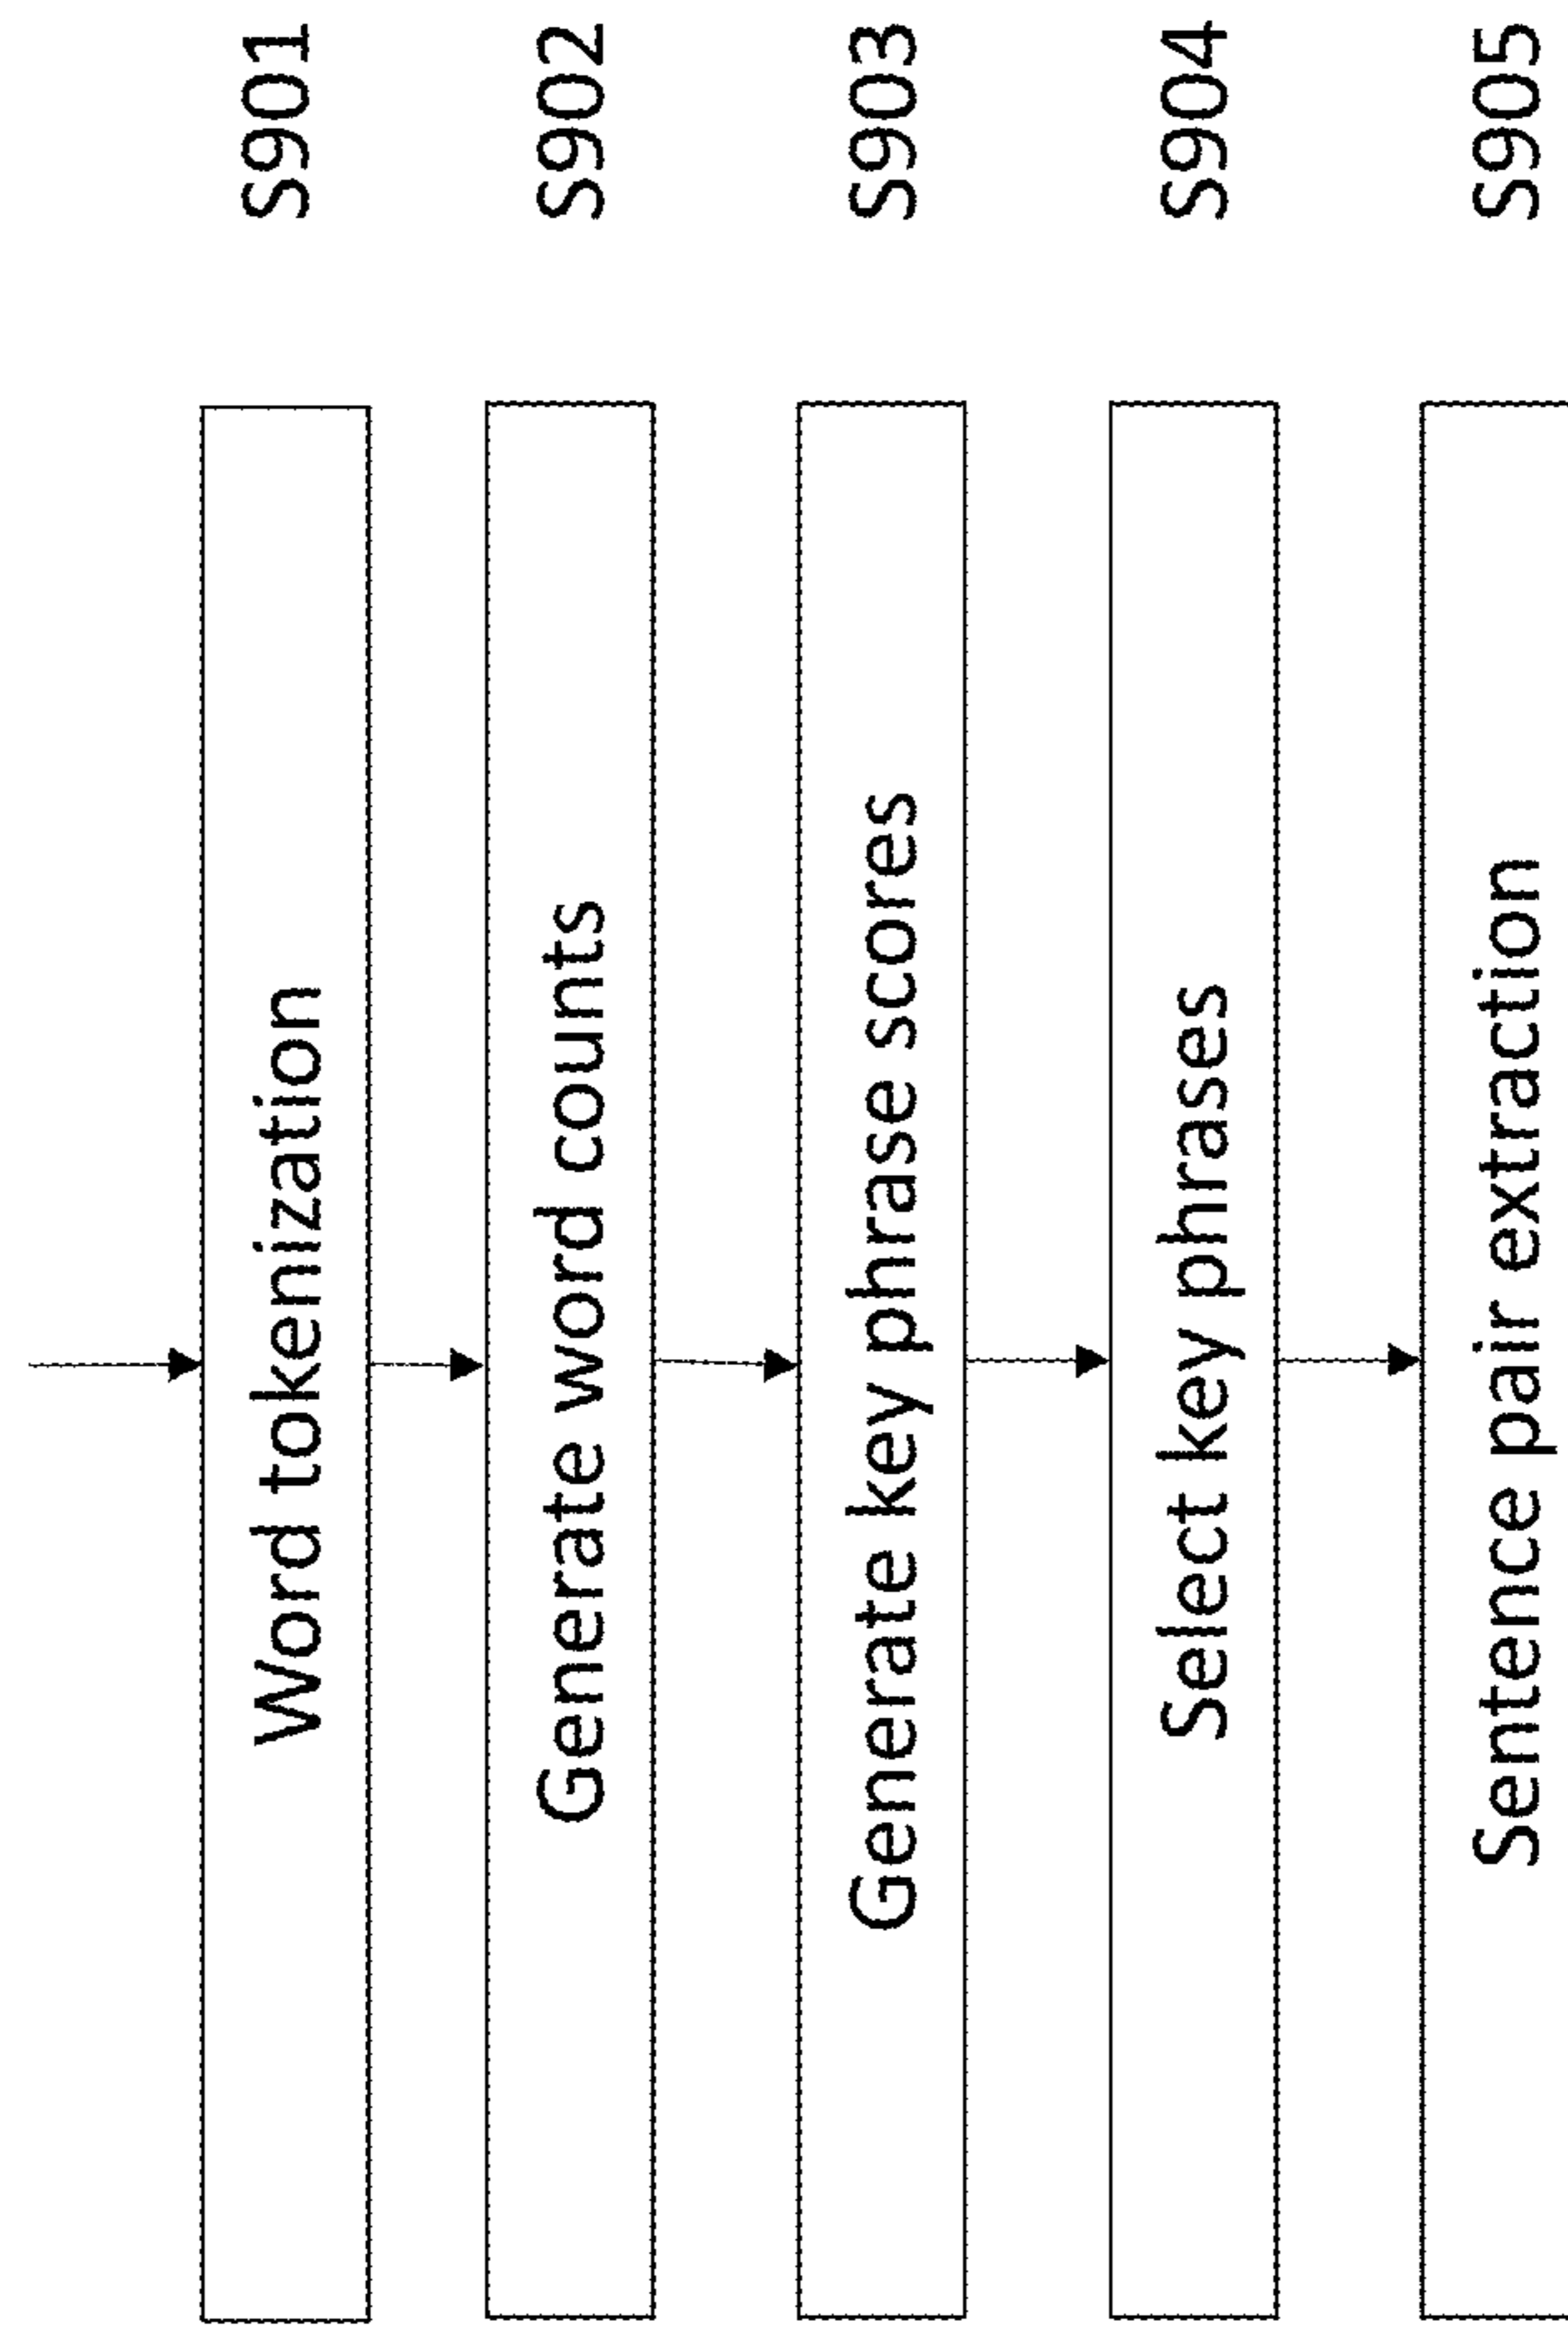 Word tokenization S901
Generate word counts S902
Generate key phrase scores S903
Select key phrases S904
Sentence pair extraction S905